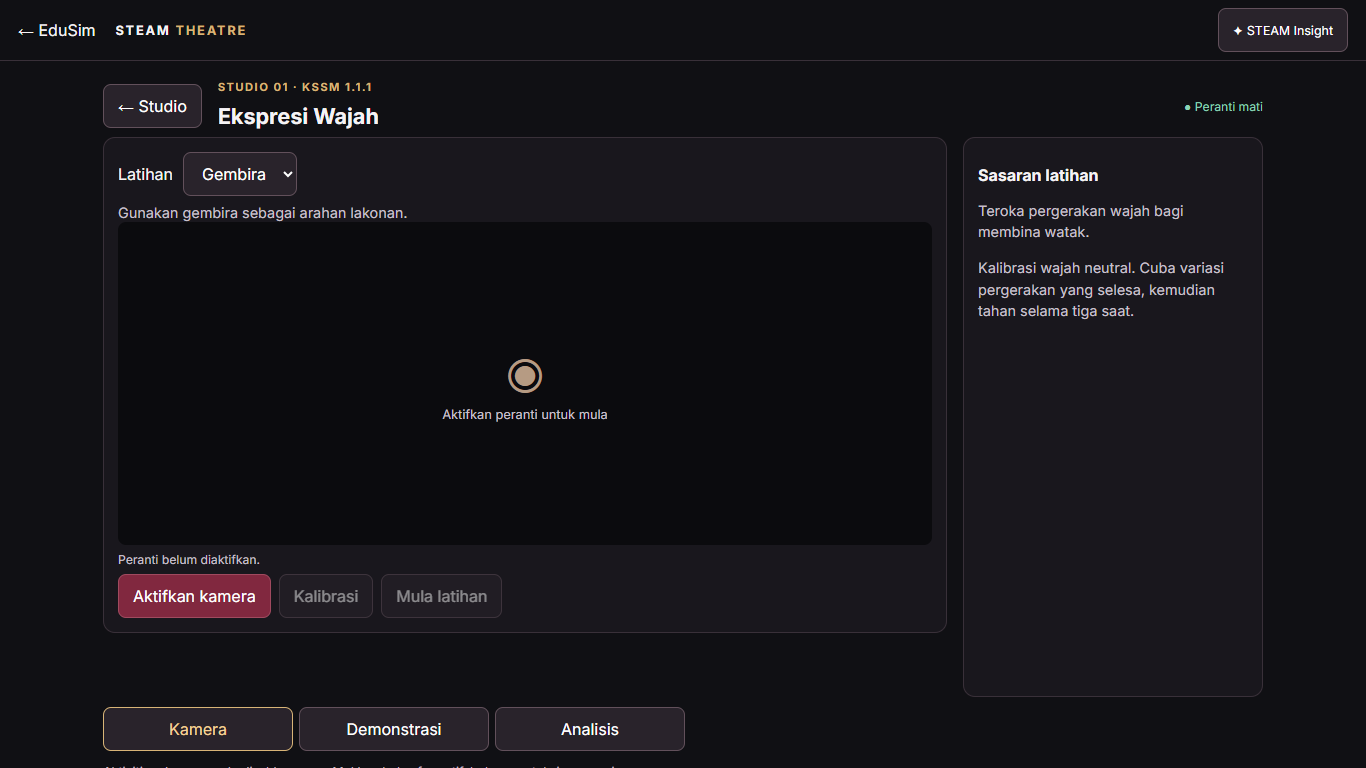 ← EduSim
STEAM THEATRE
✦ STEAM Insight
← Studio
STUDIO 01 · KSSM 1.1.1
Ekspresi Wajah
● Peranti mati
Latihan
Gembira
Gunakan gembira sebagai arahan lakonan.
Aktifkan peranti untuk mula
Peranti belum diaktifkan.
Aktifkan kamera
Kalibrasi
Mula latihan
Sasaran latihan
Teroka pergerakan wajah bagi
membina watak.
Kalibrasi wajah neutral. Cuba variasi
pergerakan yang selesa, kemudian
tahan selama tiga saat.
Kamera
Demonstrasi
Analisis